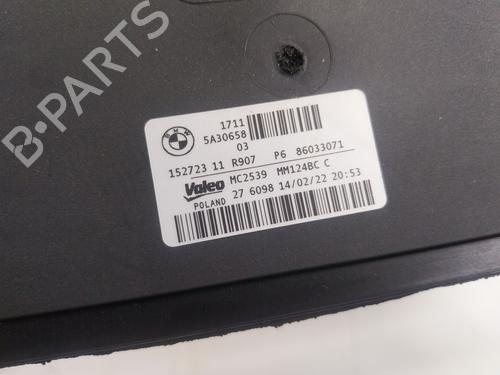 B-PARTS
BMW
1711
5A30658
03
152723 11 R907 P6 86033071
Valeo MC2539 MM124BC C
POLAND 27 6098 14/02/22 20:53